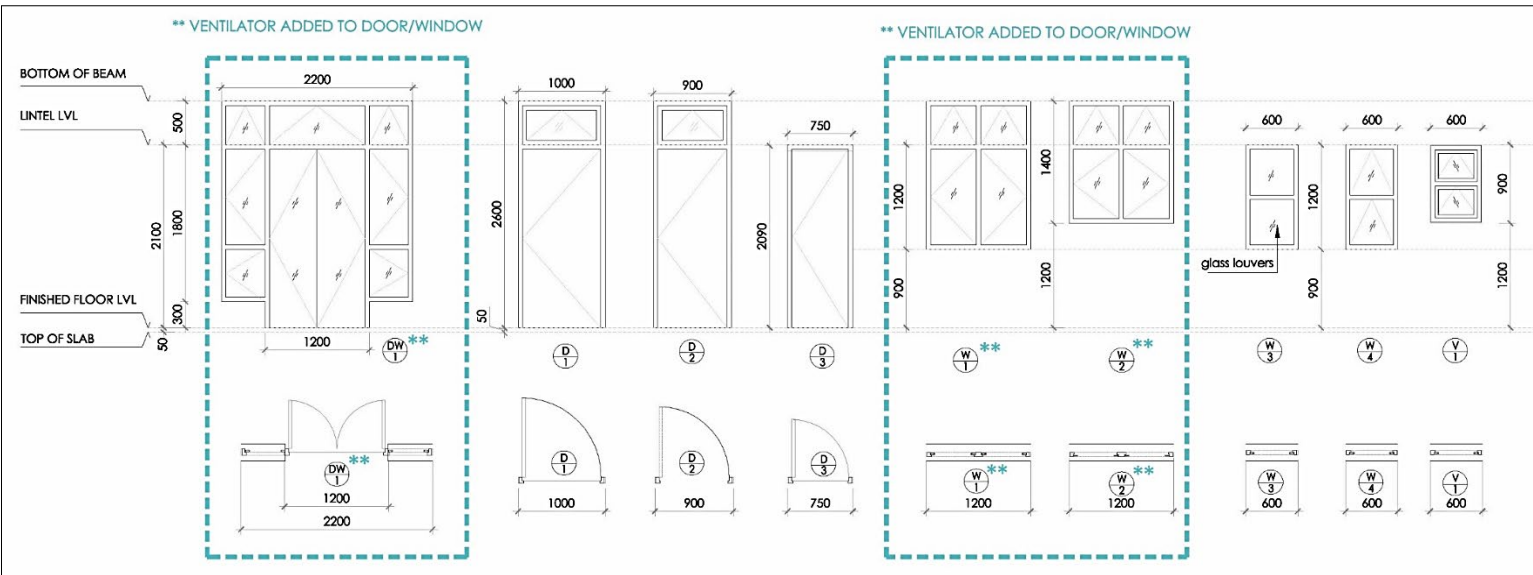 ** VENTILATOR ADDED TO DOOR/WINDOW
** VENTILATOR ADDED TO DOOR/WINDOW
BOTTOM OF BEAM
LINTEL LVL
FINISHED FLOOR LVL
TOP OF SLAB
500
2100
1800
300
50
2200
1200
DW
1
**
1000
2600
50
D
1
900
D
2
750
2090
D
3
1200
900
W
1
**
1400
1200
W
2
**
600
glass louvers
W
3
600
1200
900
W
4
600
900
1200
V
1
DW
1
**
1200
2200
D
1
1000
D
2
900
D
3
750
W
1
**
1200
W
2
**
1200
W
3
600
W
4
600
V
1
600